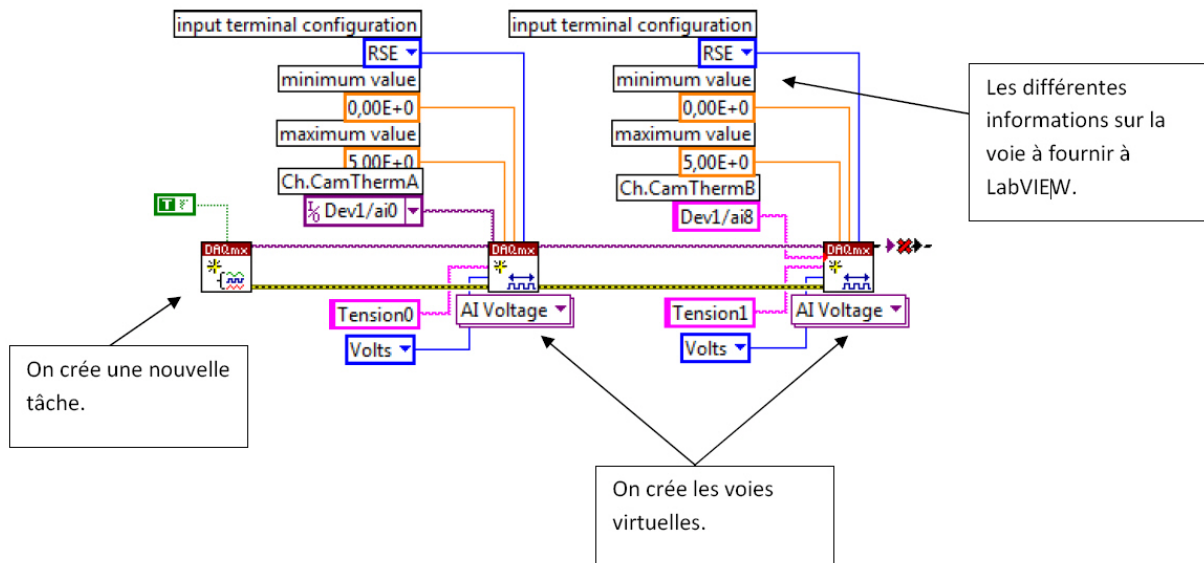 input terminal configuration
RSE
minimum value
0,00E+0
maximum value
5,00E+0
Ch.CamThermA
I/O Dev1/ai0
T
DAQmx
DAQmx
Tension0
AI Voltage
Volts
input terminal configuration
RSE
minimum value
0,00E+0
maximum value
5,00E+0
Ch.CamThermB
Dev1/ai8
DAQmx
Tension1
AI Voltage
Volts
Les différentes
informations sur la
voie à fournir à
LabVIEW.
On crée une nouvelle
tâche.
On crée les voies
virtuelles.